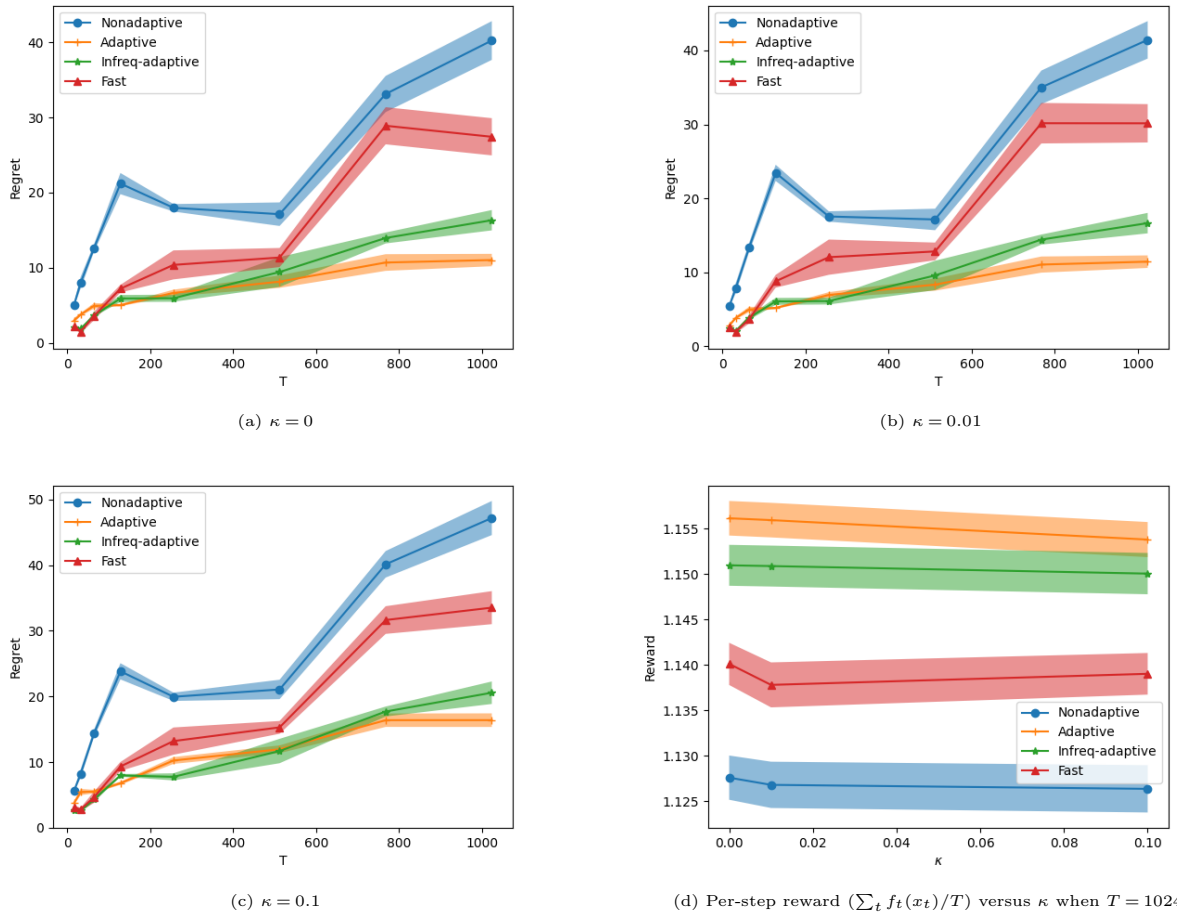 Nonadaptive
Adaptive
Infreq-adaptive
Fast
Regret
40
30
20
10
0
0 200 400 600 800 1000
T
(a) κ = 0
Nonadaptive
Adaptive
Infreq-adaptive
Fast
Regret
40
30
20
10
0
0 200 400 600 800 1000
T
(b) κ = 0.01
Nonadaptive
Adaptive
Infreq-adaptive
Fast
Regret
50
40
30
20
10
0
0 200 400 600 800 1000
T
(c) κ = 0.1
Reward
1.155
1.150
1.145
1.140
1.135
1.130
1.125
Nonadaptive
Adaptive
Infreq-adaptive
Fast
0.00 0.02 0.04 0.06 0.08 0.10
κ
(d) Per-step reward (∑_t f_t(x_t)/T) versus κ when T = 1024